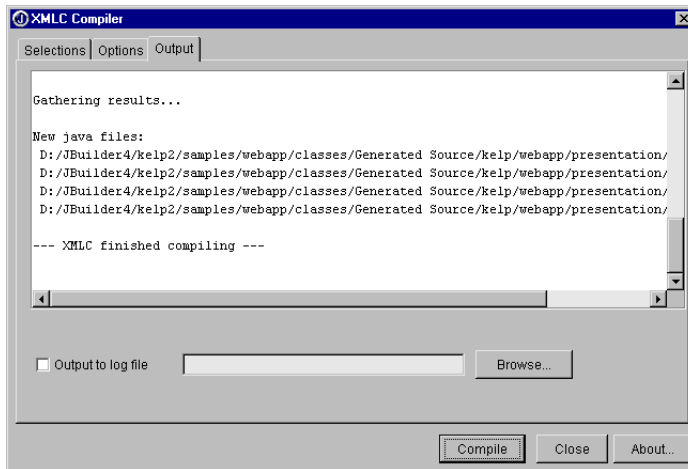 XMLC Compiler
Selections Options Output
Gathering results...
New java files:
D:/JBuilder4/kelp2/samples/webapp/classes/Generated Source/kelp/webapp/presentation/
D:/JBuilder4/kelp2/samples/webapp/classes/Generated Source/kelp/webapp/presentation/
D:/JBuilder4/kelp2/samples/webapp/classes/Generated Source/kelp/webapp/presentation/
D:/JBuilder4/kelp2/samples/webapp/classes/Generated Source/kelp/webapp/presentation/
--- XMLC finished compiling ---
Output to log file Browse...
Compile Close About...